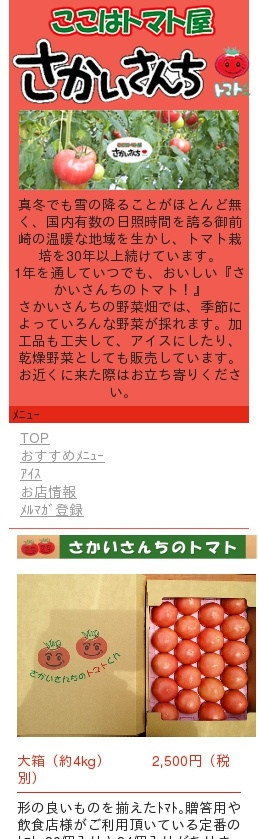 ここはトマト屋
さかいさんち
トマト
真冬でも雪の降ることがほとんど無
く、国内有数の日照時間を誇る御前
崎の温暖な地域を生かし、トマト栽
培を30年以上続けています。
1年を通していつでも、おいしい『さ
かいさんちのトマト！』
さかいさんちの野菜畑では、季節に
よっていろんな野菜が採れます。加
工品も工夫して、アイスにしたり、
乾燥野菜としても販売しています。
お近くに来た際はお立ち寄りくださ
い。
ﾒﾆｭｰ
TOP
おすすめﾒﾆｭｰ
ｱｲｽ
お店情報
ﾒﾙﾏｶﾞ登録
さかいさんちのトマト
さかいさんちのトマトくん
大箱（約4kg） 2,500円（税
別）
形の良いものを揃えたﾄﾏﾄ｡贈答用や
飲食店様がご利用頂いている定番の